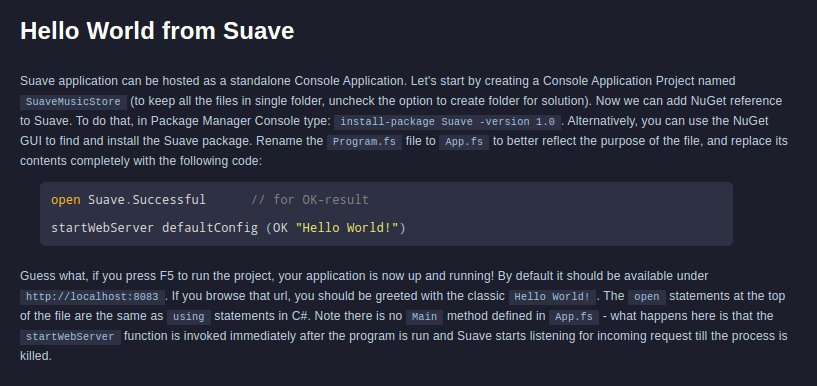 Hello World from Suave
Suave application can be hosted as a standalone Console Application. Let's start by creating a Console Application Project named
SuaveMusicStore (to keep all the files in single folder, uncheck the option to create folder for solution). Now we can add NuGet reference
to Suave. To do that, in Package Manager Console type: install-package Suave -version 1.0. Alternatively, you can use the NuGet
GUI to find and install the Suave package. Rename the Program.fs file to App.fs to better reflect the purpose of the file, and replace its
contents completely with the following code:
open Suave.Successful      // for OK-result
startWebServer defaultConfig (OK "Hello World!")
Guess what, if you press F5 to run the project, your application is now up and running! By default it should be available under
http://localhost:8083. If you browse that url, you should be greeted with the classic Hello World!. The open statements at the top
of the file are the same as using statements in C#. Note there is no Main method defined in App.fs - what happens here is that the
startWebServer function is invoked immediately after the program is run and Suave starts listening for incoming request till the process is
killed.